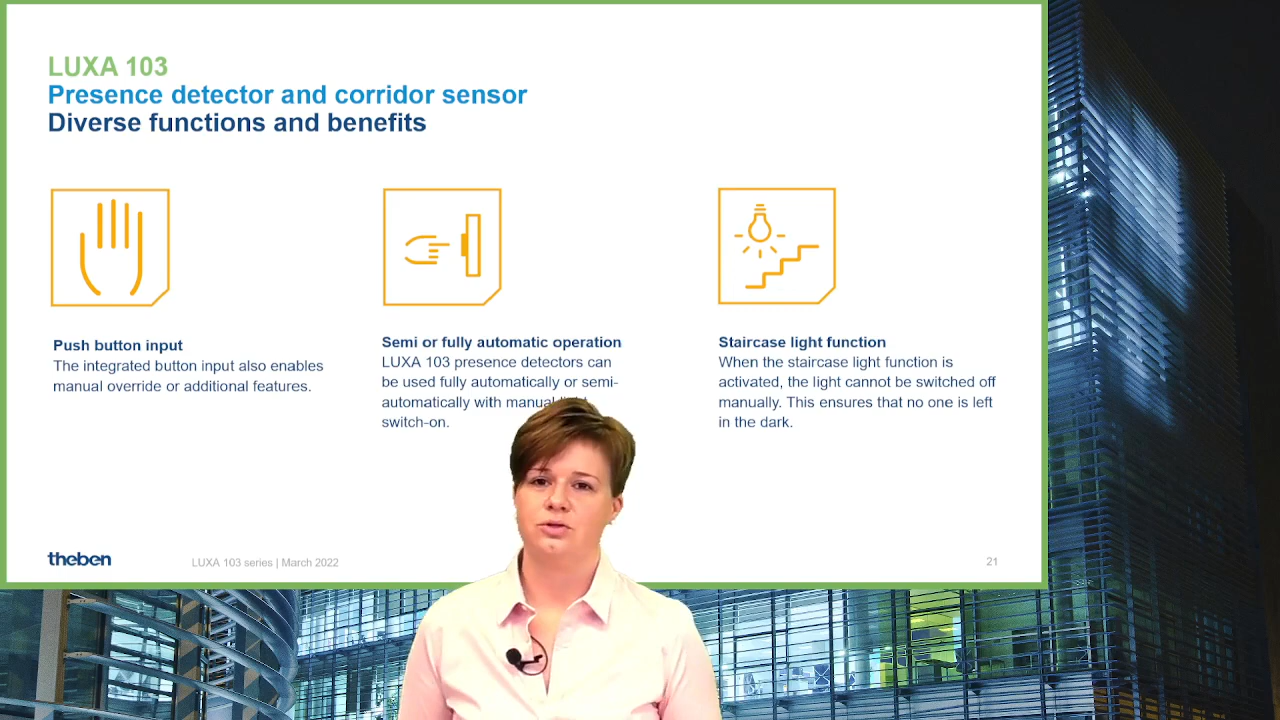 LUXA 103
Presence detector and corridor sensor
Diverse functions and benefits
Push button input
The integrated button input also enables
manual override or additional features.
Semi or fully automatic operation
LUXA 103 presence detectors can
be used fully automatically or semi-
automatically with manual
switch-on.
Staircase light function
When the staircase light function is
activated, the light cannot be switched off
manually. This ensures that no one is left
in the dark.
theben
LUXA 103 series | March 2022
21